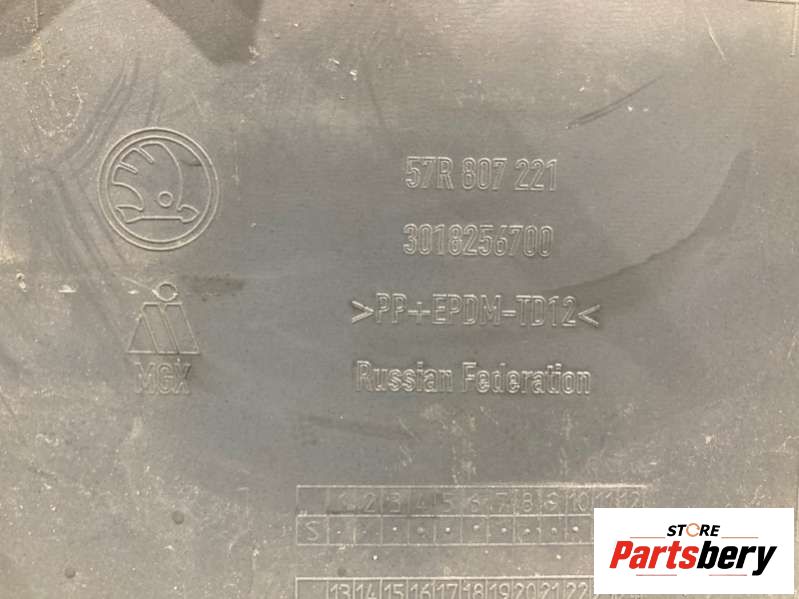 57R 807 221
3018256700
>PP+EPDM-TD12<
MGX
Russian Federation
1 2 3 4 5 6 7 8 9 10 11 12
S
13 14 15 16 17 18 19 20 21 22
STORE
Partsbery